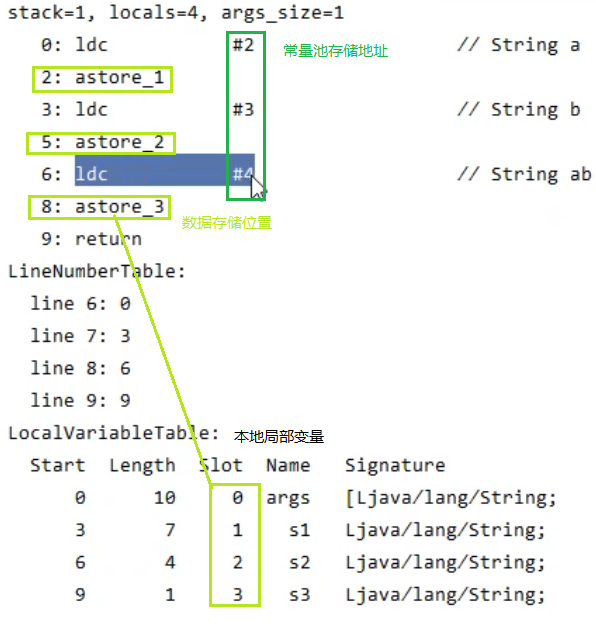 stack=1, locals=4, args_size=1
0: ldc #2 // String a
常量池存储地址
2: astore_1
3: ldc #3 // String b
5: astore_2
6: ldc #4 // String ab
8: astore_3
数据存储位置
9: return
LineNumberTable:
line 6: 0
line 7: 3
line 8: 6
line 9: 9
LocalVariableTable: 本地局部变量
Start Length Slot Name Signature
0 10 0 args [Ljava/lang/String;
3 7 1 s1 Ljava/lang/String;
6 4 2 s2 Ljava/lang/String;
9 1 3 s3 Ljava/lang/String;